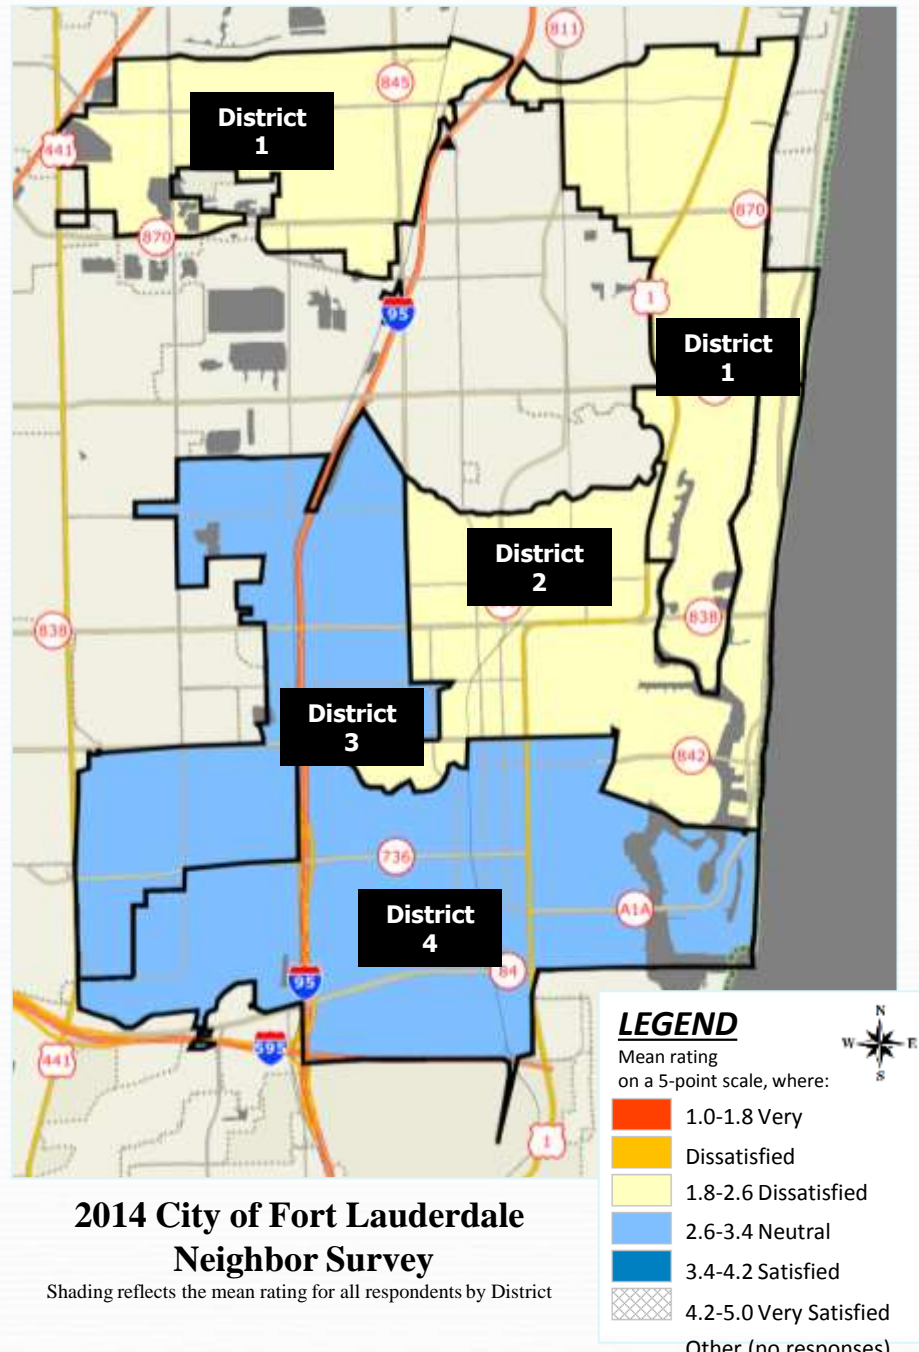 811
845
District
1
441
870
870
1
95
District
1
District
2
838
838
District
3
842
736
District
4
A1A
84
95
595
441
1
LEGEND
Mean rating
on a 5-point scale, where:
1.0-1.8 Very
Dissatisfied
1.8-2.6 Dissatisfied
2.6-3.4 Neutral
3.4-4.2 Satisfied
4.2-5.0 Very Satisfied
Other (no responses)
N
W E
S
2014 City of Fort Lauderdale
Neighbor Survey
Shading reflects the mean rating for all respondents by District